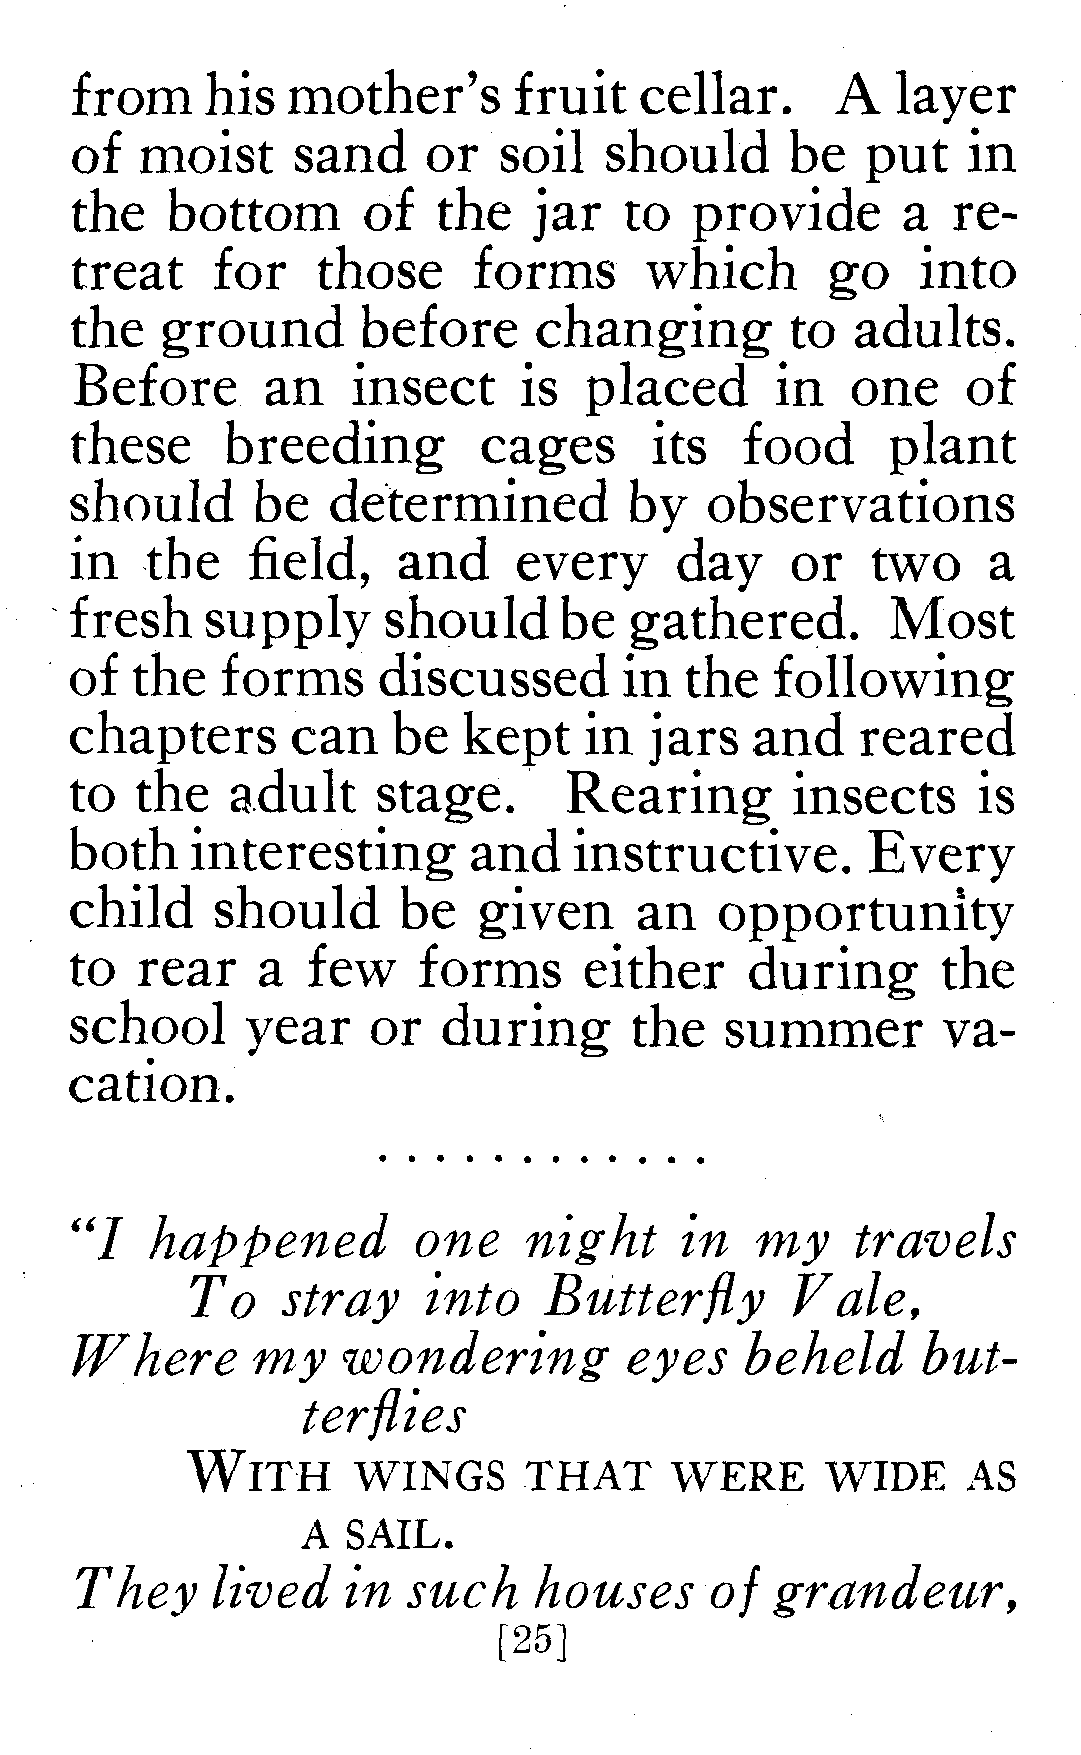 from his mother's fruit cellar. A layer
of moist sand or soil should be put in
the bottom of the jar to provide a re-
treat for those forms which go into
the ground before changing to adults.
Before an insect is placed in one of
these breeding cages its food plant
should be determined by observations
in the field, and every day or two a
fresh supply should be gathered. Most
of the forms discussed in the following
chapters can be kept in jars and reared
to the adult stage. Rearing insects is
both interesting and instructive. Every
child should be given an opportunity
to rear a few forms either during the
school year or during the summer va-
cation.
. . . . . . . . . . . .
"I happened one night in my travels
To stray into Butterfly Vale,
Where my wondering eyes beheld but-
terflies
WITH WINGS THAT WERE WIDE AS
A SAIL.
They lived in such houses of grandeur,
[25]